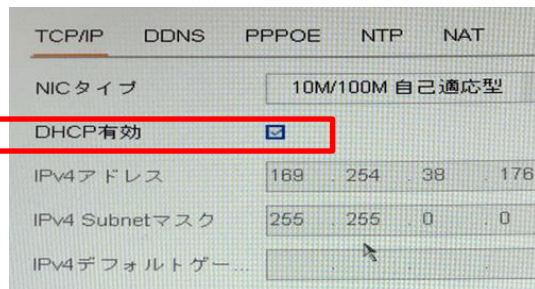 TCP/IP DDNS PPPOE NTP NAT
NICタイプ 10M/100M 自己適応型
DHCP有効
IPv4アドレス 169 . 254 . 38 . 176
IPv4 Subnetマスク 255 . 255 . 0 . 0
IPv4デフォルトゲー... . . .